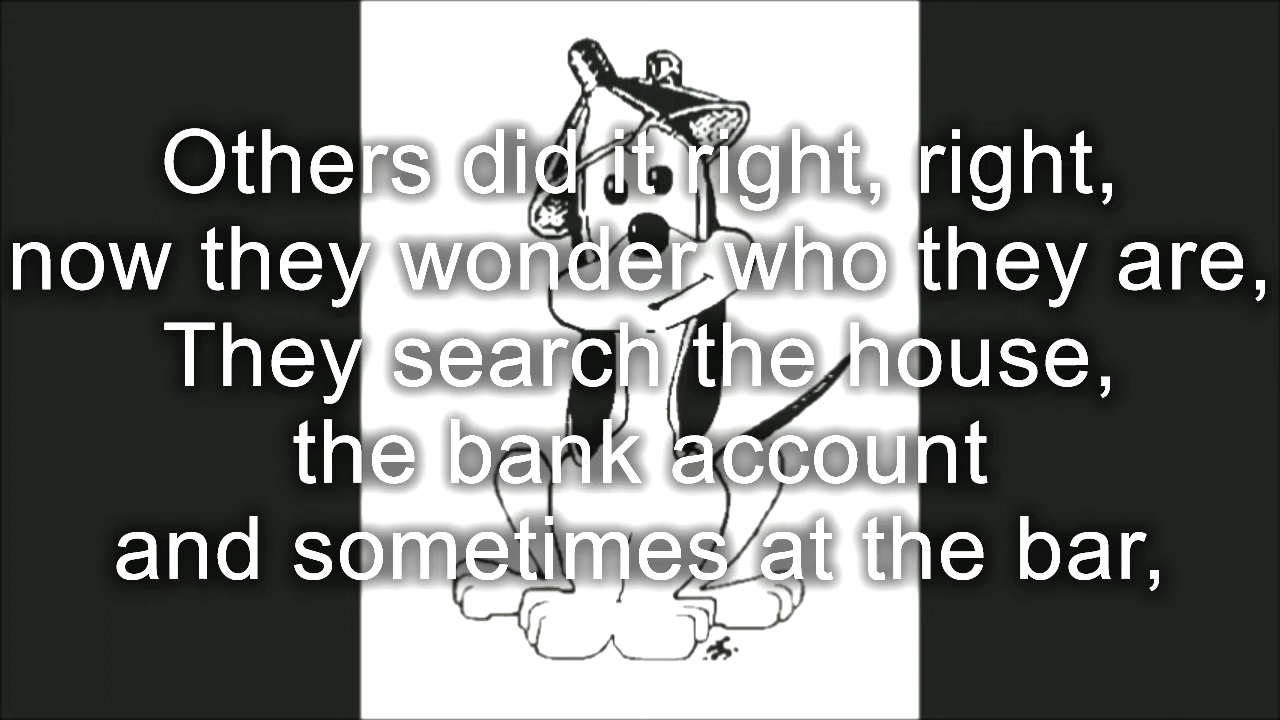 Others did it right, right,
now they wonder who they are,
They search the house,
the bank account
and sometimes at the bar,